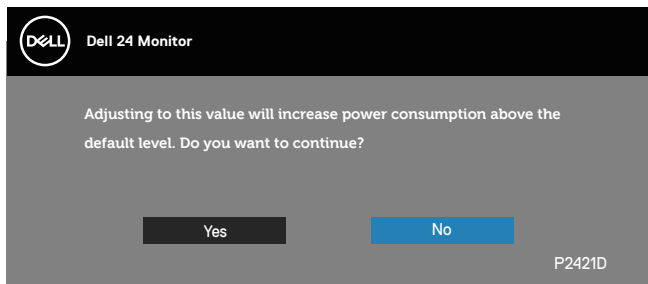 DELL
Dell 24 Monitor
Adjusting to this value will increase power consumption above the
default level. Do you want to continue?
Yes
No
P2421D